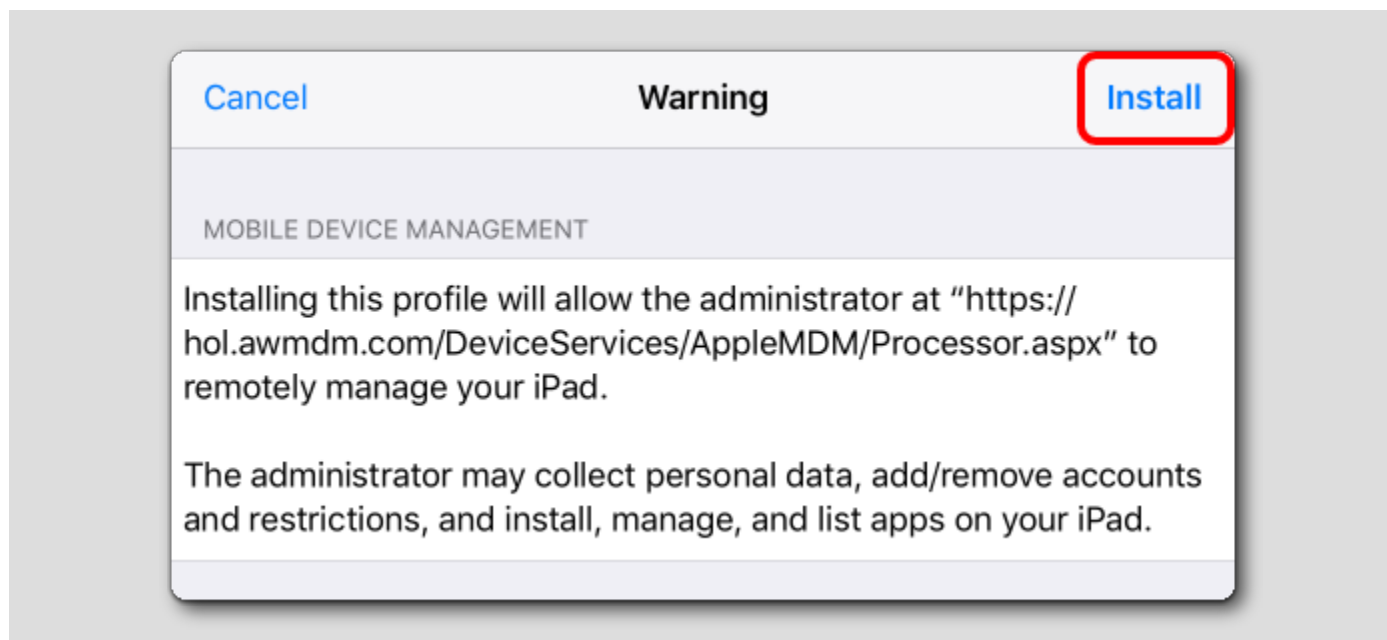 Cancel Warning Install
MOBILE DEVICE MANAGEMENT
Installing this profile will allow the administrator at “https://
hol.awmdm.com/DeviceServices/AppleMDM/Processor.aspx” to
remotely manage your iPad.
The administrator may collect personal data, add/remove accounts
and restrictions, and install, manage, and list apps on your iPad.